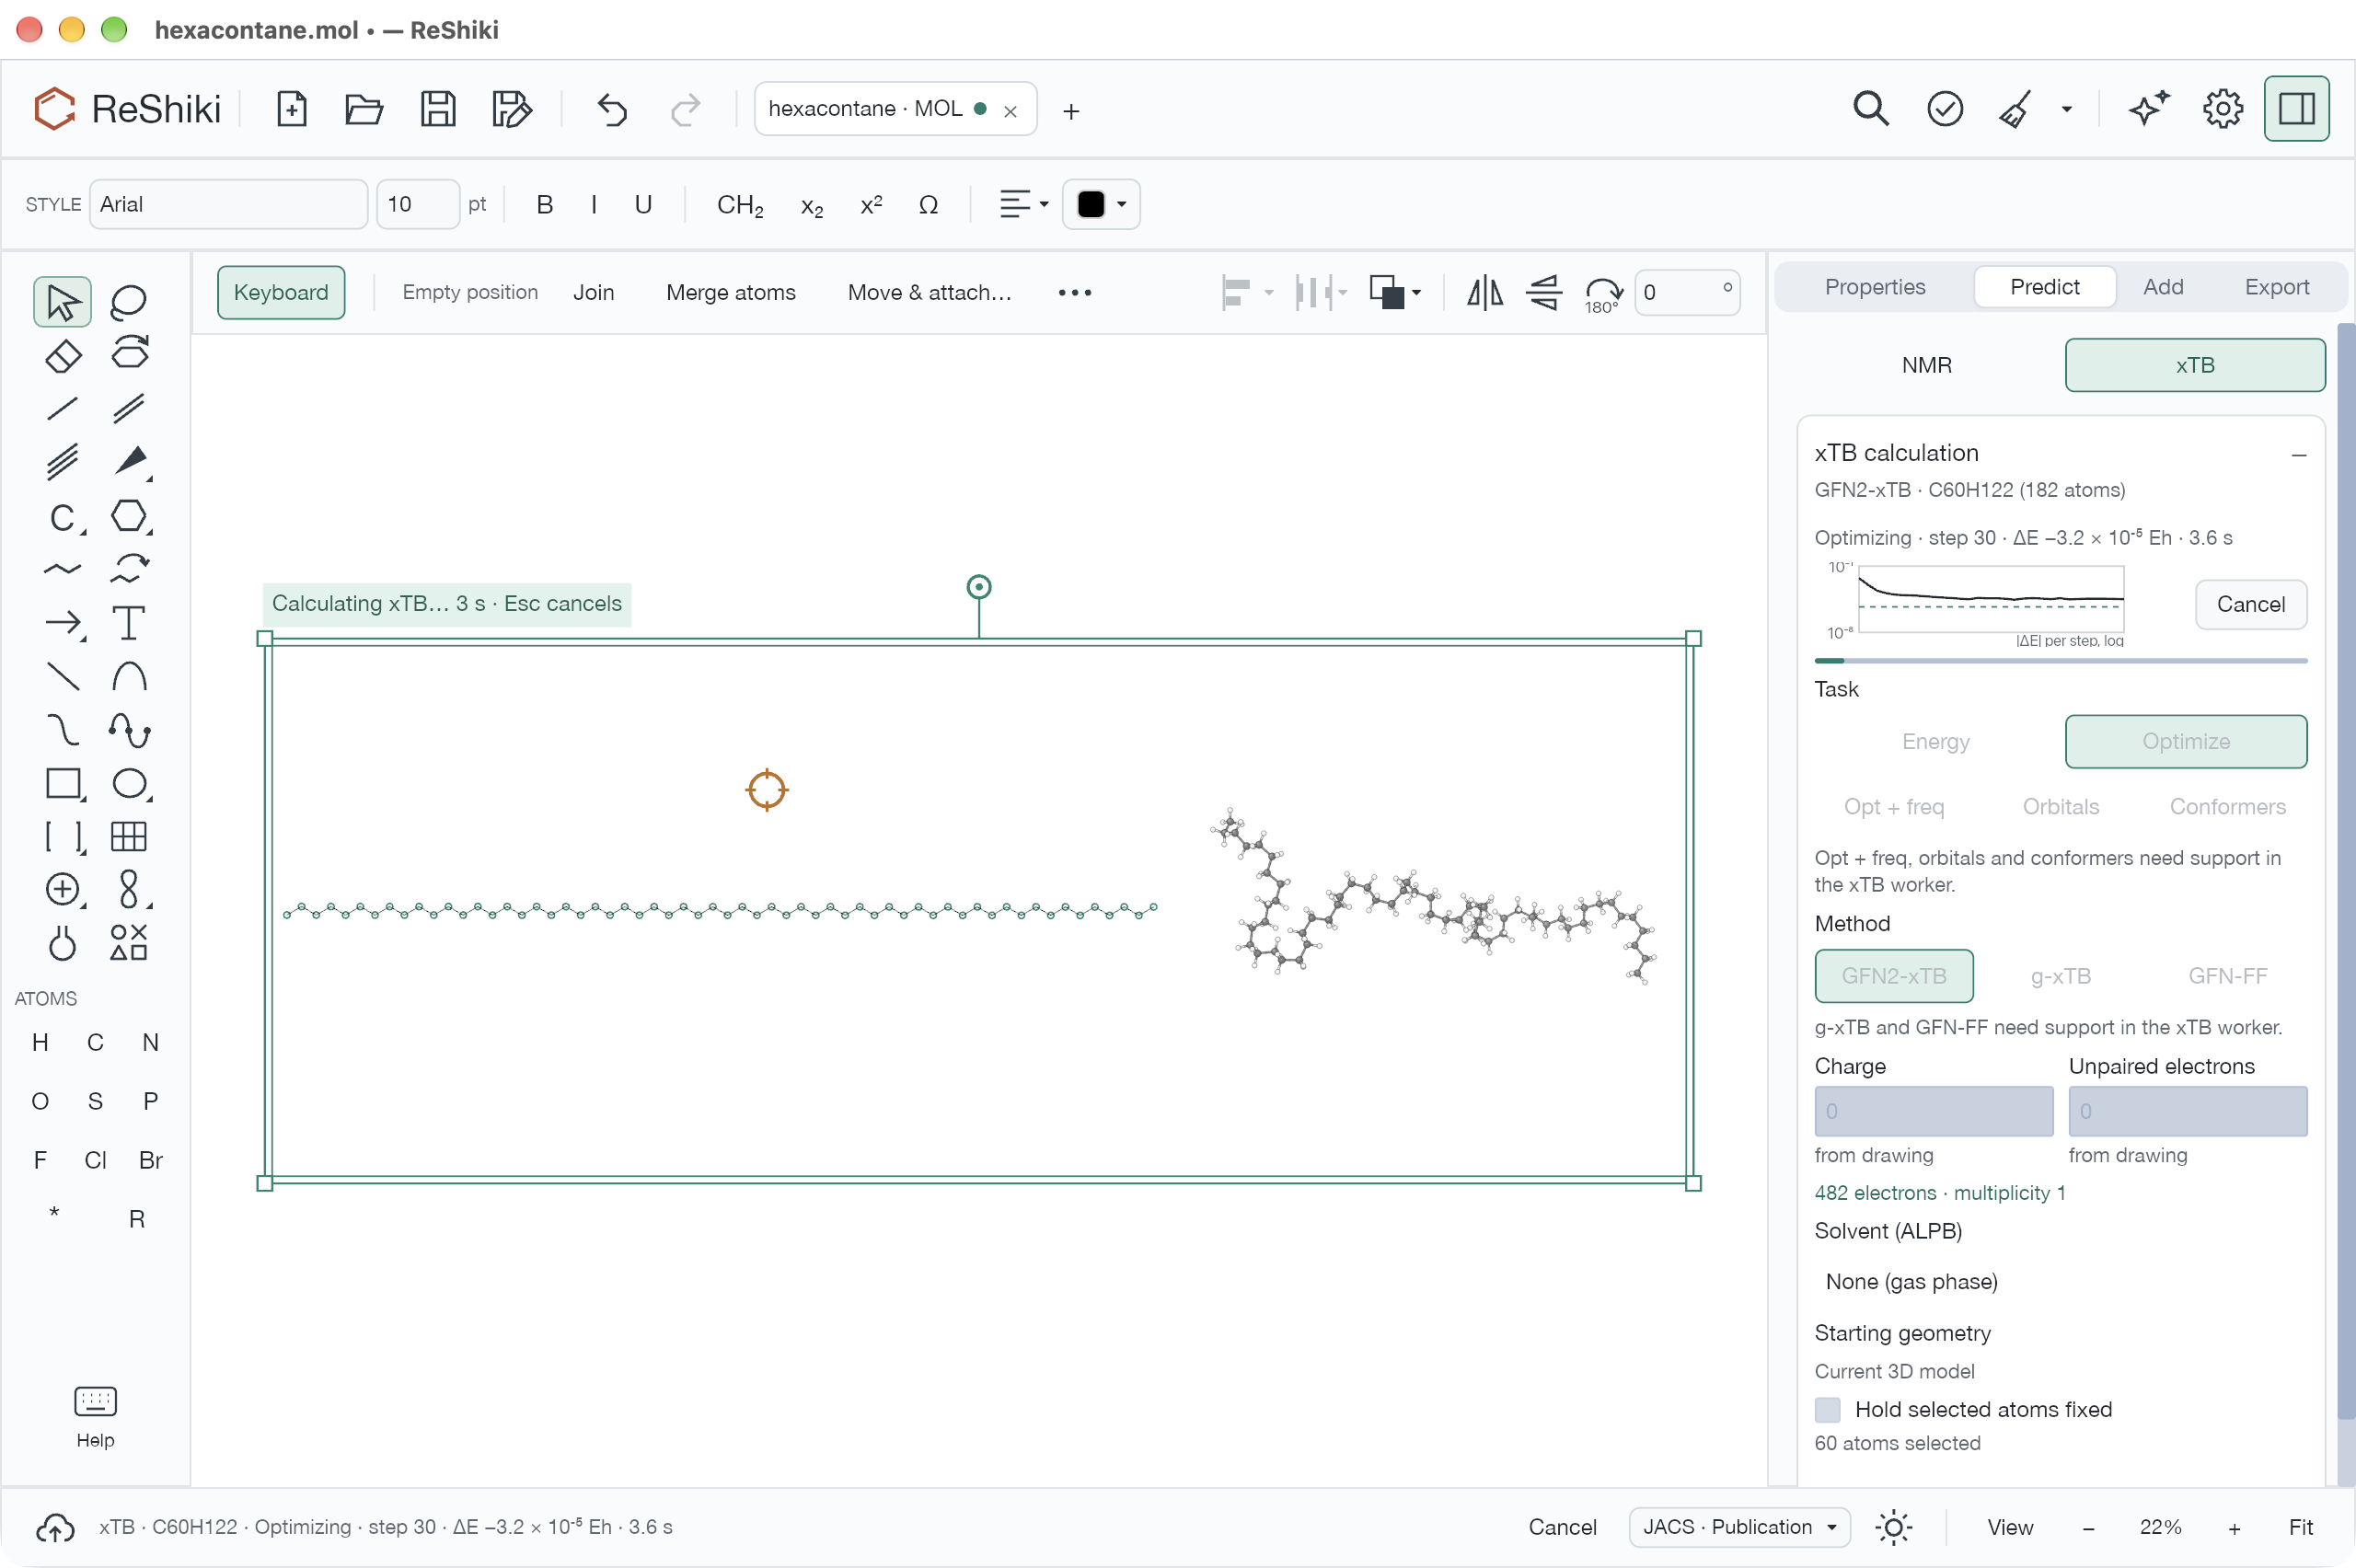 hexacontane.mol • — ReShiki
ReShiki
hexacontane · MOL
STYLE Arial 10 pt B I U CH₂ x₂ x² Ω
Keyboard Empty position Join Merge atoms Move & attach... 180° 0 °
Properties Predict Add Export
NMR xTB
xTB calculation
GFN2-xTB · C60H122 (182 atoms)
Optimizing · step 30 · ΔE −3.2 × 10⁻⁵ Eh · 3.6 s
10⁻¹
10⁻⁸
|ΔE| per step, log
Cancel
Task
Energy Optimize
Opt + freq Orbitals Conformers
Opt + freq, orbitals and conformers need support in
the xTB worker.
Method
GFN2-xTB g-xTB GFN-FF
g-xTB and GFN-FF need support in the xTB worker.
Charge Unpaired electrons
0 0
from drawing from drawing
482 electrons · multiplicity 1
Solvent (ALPB)
None (gas phase)
Starting geometry
Current 3D model
Hold selected atoms fixed
60 atoms selected
Calculating xTB... 3 s · Esc cancels
C
T
ATOMS
H C N
O S P
F Cl Br
* R
Help
xTB · C60H122 · Optimizing · step 30 · ΔE −3.2 × 10⁻⁵ Eh · 3.6 s
Cancel JACS · Publication View − 22% + Fit